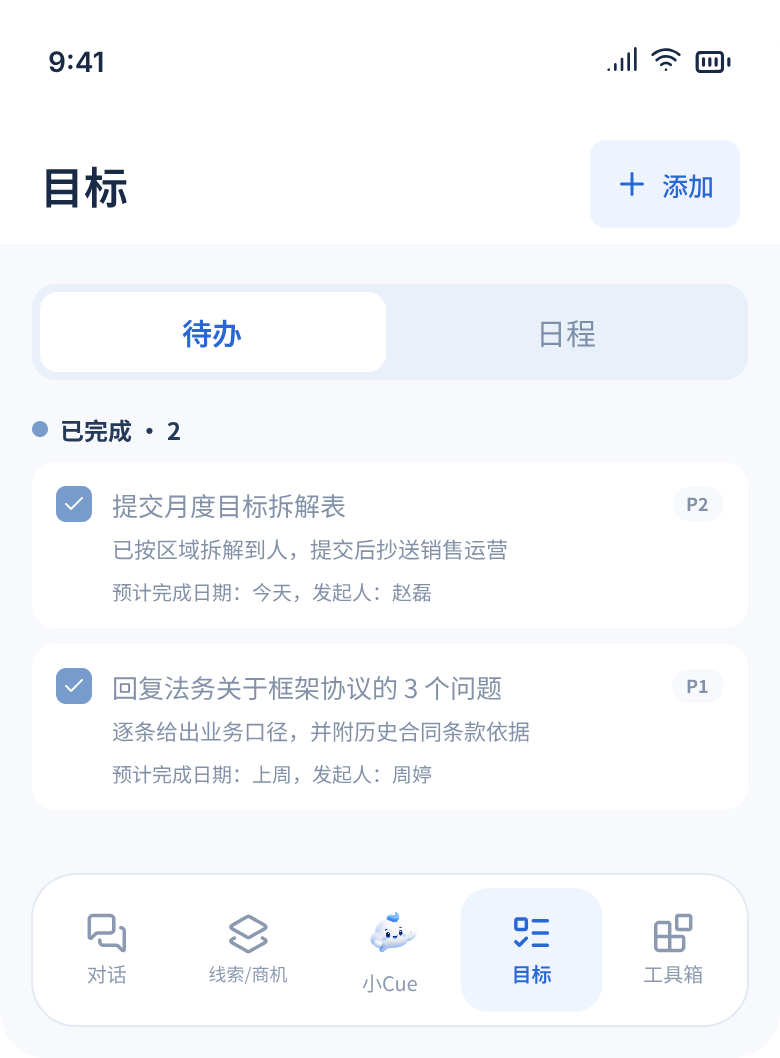 9:41
目标
添加
待办
日程
已完成 · 2
提交月度目标拆解表
P2
已按区域拆解到人，提交后抄送销售运营
预计完成日期：今天，发起人：赵磊
回复法务关于框架协议的 3 个问题
P1
逐条给出业务口径，并附历史合同条款依据
预计完成日期：上周，发起人：周婷
对话
线索/商机
小Cue
目标
工具箱